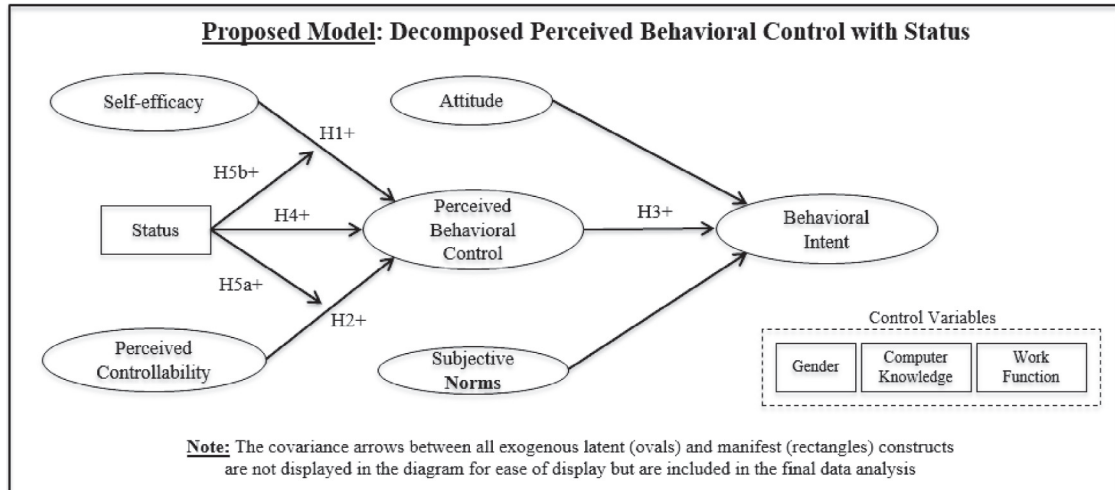 Proposed Model: Decomposed Perceived Behavioral Control with Status
Self-efficacy
Attitude
H1+
H5b+
Status
H4+
Perceived
Behavioral
Control
H3+
Behavioral
Intent
H5a+
H2+
Perceived
Controllability
Subjective
Norms
Control Variables
Gender
Computer
Knowledge
Work
Function
Note: The covariance arrows between all exogenous latent (ovals) and manifest (rectangles) constructs
are not displayed in the diagram for ease of display but are included in the final data analysis